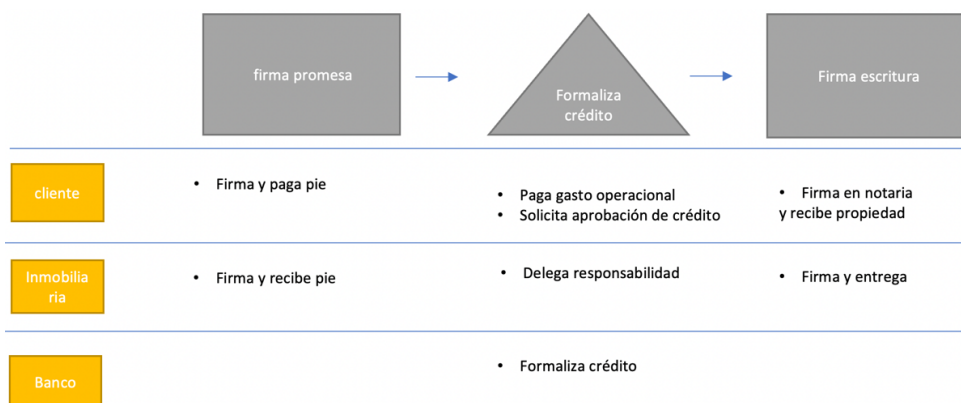 firma promesa
Formaliza
crédito
Firma escritura
cliente
• Firma y paga pie
• Paga gasto operacional
• Solicita aprobación de crédito
• Firma en notaria
y recibe propiedad
Inmobilia
ria
• Firma y recibe pie
• Delega responsabilidad
• Firma y entrega
Banco
• Formaliza crédito